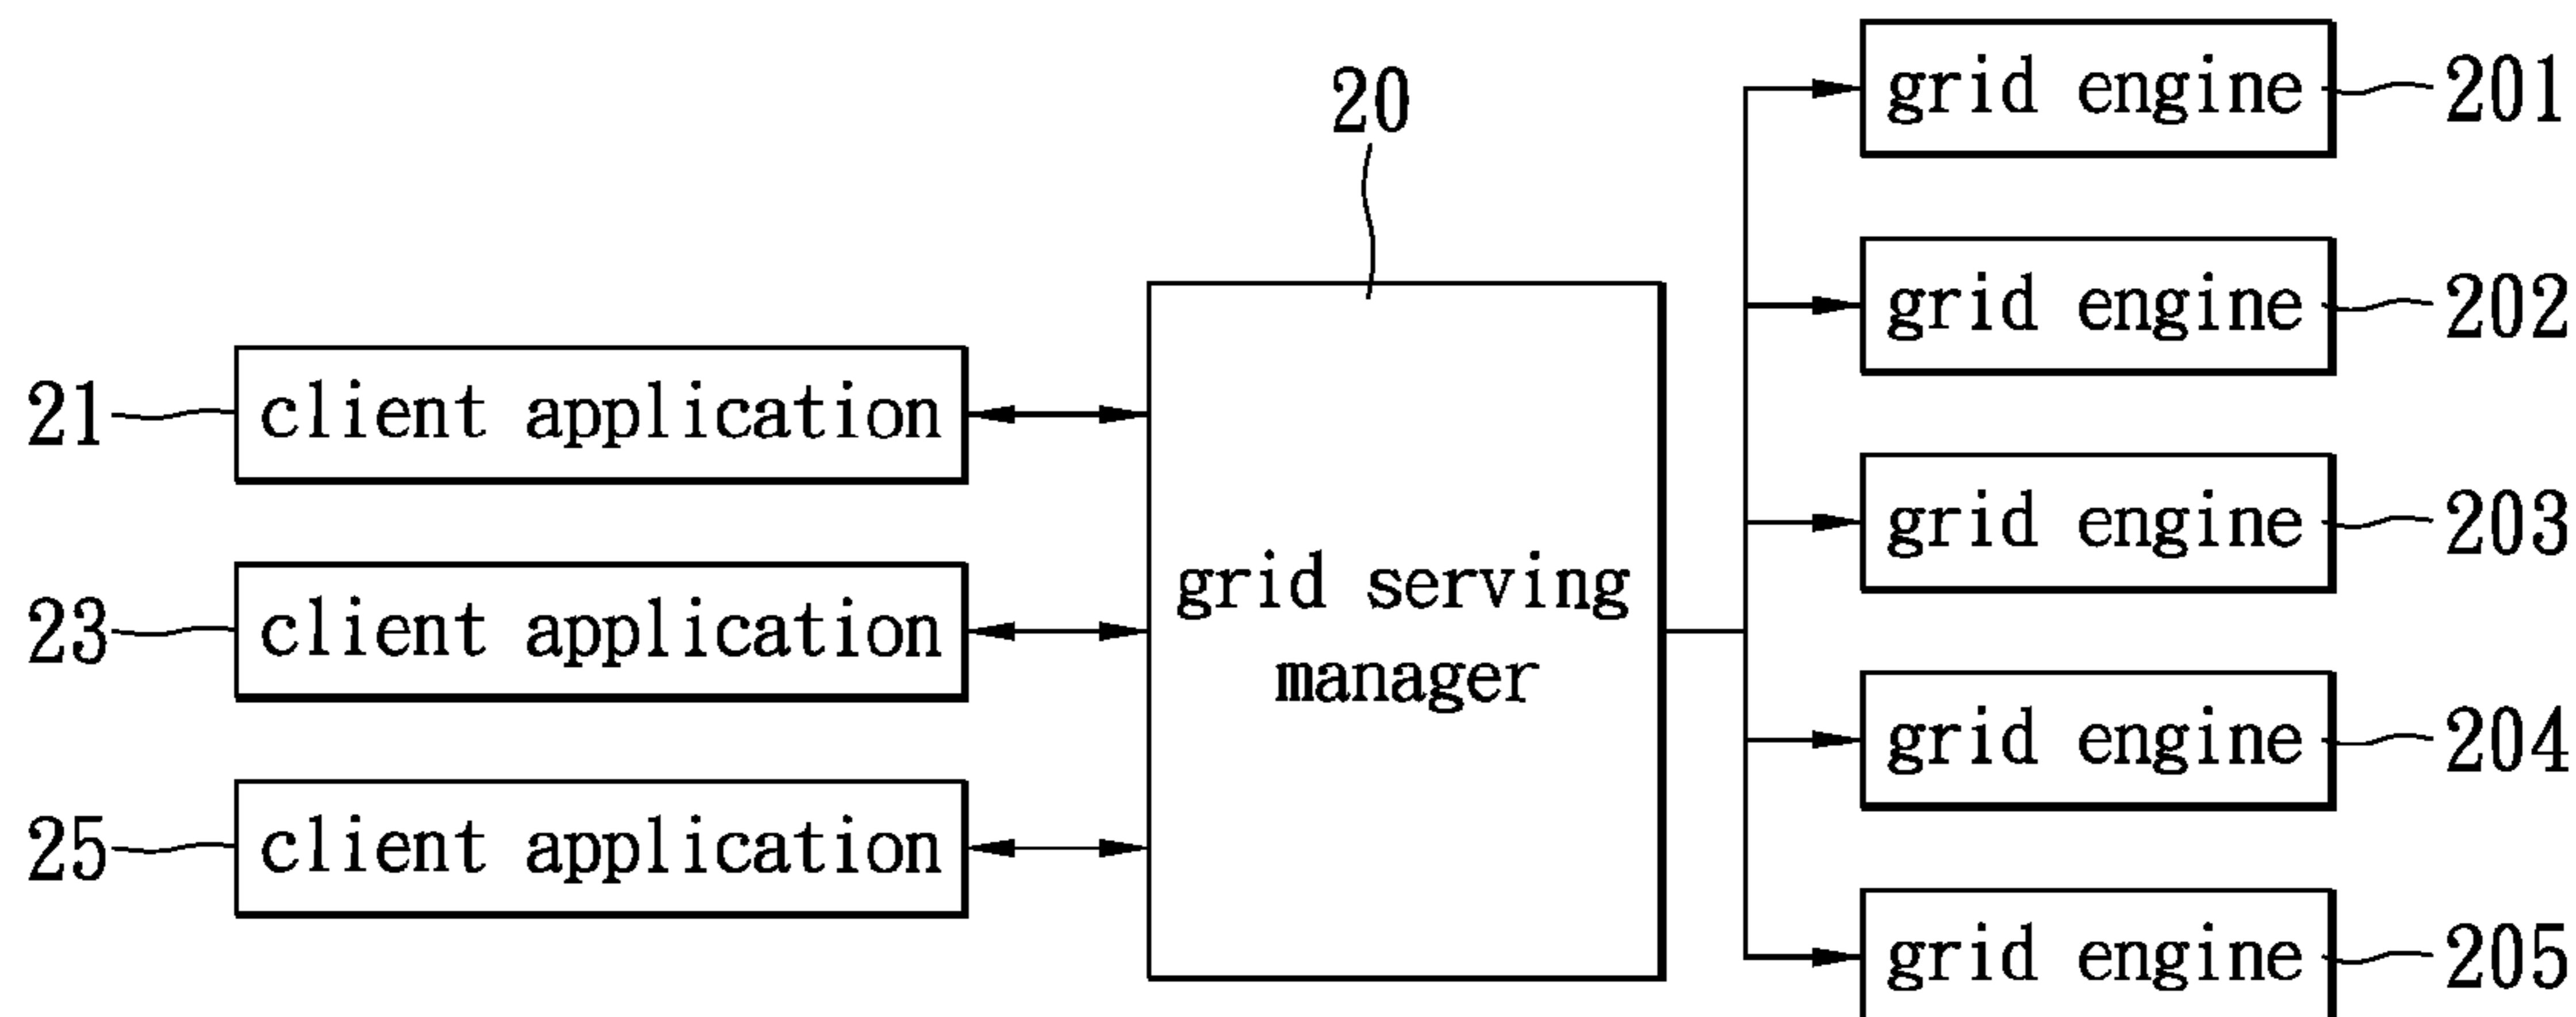 20
grid engine 201
grid engine 202
21 client application
grid engine 203
23 client application
grid serving
manager
grid engine 204
25 client application
grid engine 205